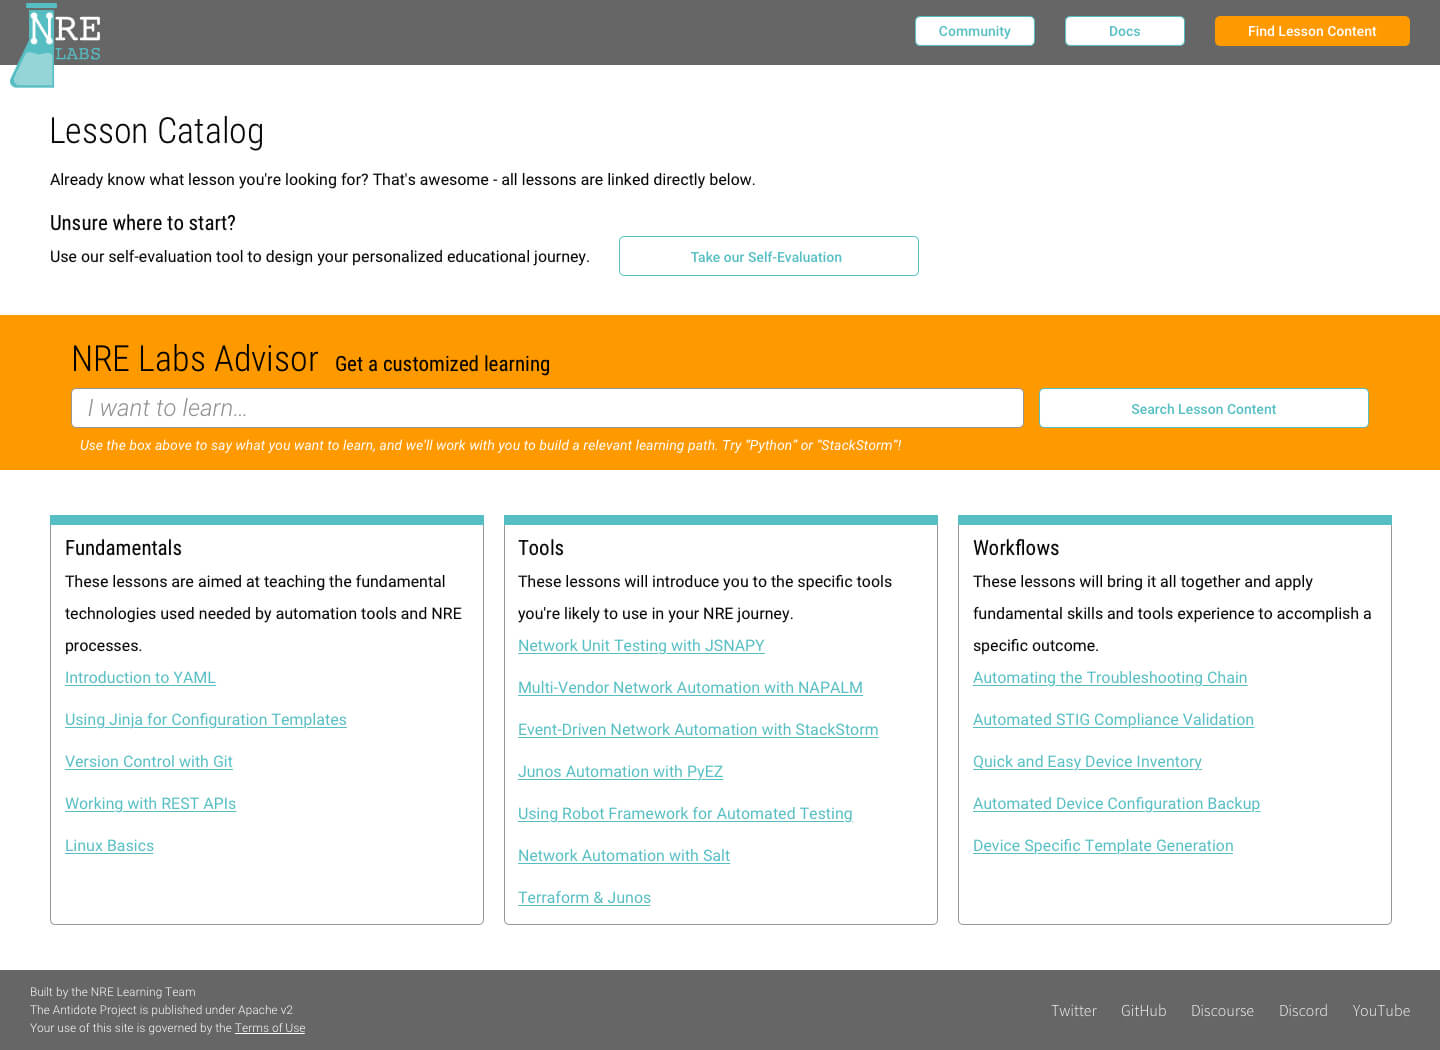 NRE
LABS
Community
Docs
Find Lesson Content
Lesson Catalog
Already know what lesson you're looking for? That's awesome - all lessons are linked directly below.
Unsure where to start?
Use our self-evaluation tool to design your personalized educational journey.
Take our Self-Evaluation
NRE Labs Advisor
Get a customized learning
I want to learn...
Search Lesson Content
Use the box above to say what you want to learn, and we'll work with you to build a relevant learning path. Try “Python” or “StackStorm”!
Fundamentals
These lessons are aimed at teaching the fundamental
technologies used needed by automation tools and NRE
processes.
Introduction to YAML
Using Jinja for Configuration Templates
Version Control with Git
Working with REST APIs
Linux Basics
Tools
These lessons will introduce you to the specific tools
you're likely to use in your NRE journey.
Network Unit Testing with JSNAPY
Multi-Vendor Network Automation with NAPALM
Event-Driven Network Automation with StackStorm
Junos Automation with PyEZ
Using Robot Framework for Automated Testing
Network Automation with Salt
Terraform & Junos
Workflows
These lessons will bring it all together and apply
fundamental skills and tools experience to accomplish a
specific outcome.
Automating the Troubleshooting Chain
Automated STIG Compliance Validation
Quick and Easy Device Inventory
Automated Device Configuration Backup
Device Specific Template Generation
Built by the NRE Learning Team
The Antidote Project is published under Apache v2
Your use of this site is governed by the Terms of Use
Twitter
GitHub
Discourse
Discord
YouTube